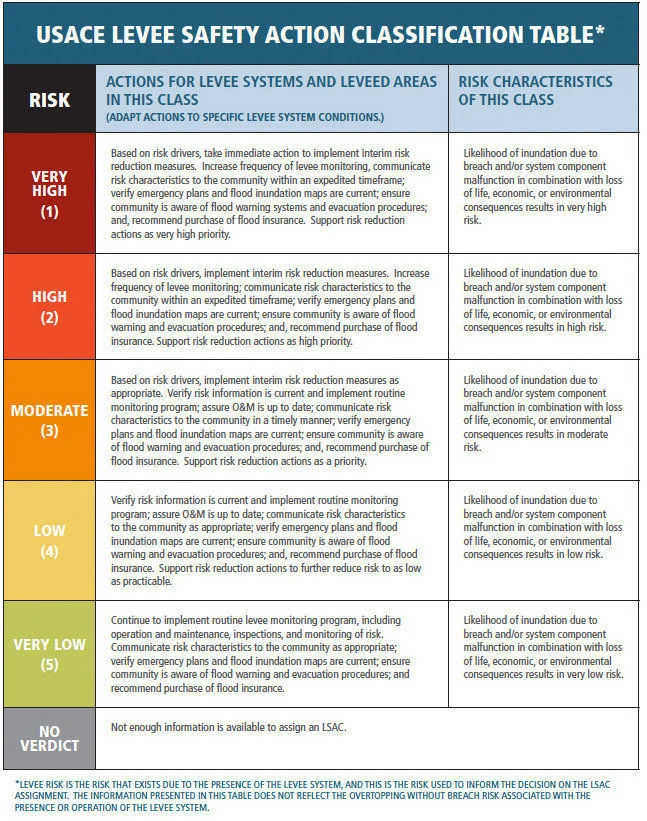 USACE LEVEE SAFETY ACTION CLASSIFICATION TABLE*
RISK
ACTIONS FOR LEVEE SYSTEMS AND LEVEED AREAS
IN THIS CLASS
(ADAPT ACTIONS TO SPECIFIC LEVEE SYSTEM CONDITIONS.)
RISK CHARACTERISTICS
OF THIS CLASS
VERY
HIGH
(1)
Based on risk drivers, take immediate action to implement interim risk
reduction measures. Increase frequency of levee monitoring, communicate
risk characteristics to the community within an expedited timeframe;
verify emergency plans and flood inundation maps are current; ensure
community is aware of flood warning systems and evacuation procedures;
and, recommend purchase of flood insurance. Support risk reduction
actions as very high priority.
Likelihood of inundation due to
breach and/or system component
malfunction in combination with loss
of life, economic, or environmental
consequences results in very high
risk.
HIGH
(2)
Based on risk drivers, implement interim risk reduction measures. Increase
frequency of levee monitoring; communicate risk characteristics to the
community within an expedited timeframe; verify emergency plans and
flood inundation maps are current; ensure community is aware of flood
warning and evacuation procedures; and, recommend purchase of flood
insurance. Support risk reduction actions as high priority.
Likelihood of inundation due to
breach and/or system component
malfunction in combination with loss
of life, economic, or environmental
consequences results in high risk.
MODERATE
(3)
Based on risk drivers, implement interim risk reduction measures as
appropriate. Verify risk information is current and implement routine
monitoring program; assure O&M is up to date; communicate risk
characteristics to the community in a timely manner; verify emergency
plans and flood inundation maps are current; ensure community is aware
of flood warning and evacuation procedures; and, recommend purchase of
flood insurance. Support risk reduction actions as a priority.
Likelihood of inundation due to
breach and/or system component
malfunction in combination with loss
of life, economic, or environmental
consequences results in moderate
risk.
LOW
(4)
Verify risk information is current and implement routine monitoring
program; assure O&M is up to date; communicate risk characteristics
to the community as appropriate; verify emergency plans and flood
inundation maps are current; ensure community is aware of flood
warning and evacuation procedures; and, recommend purchase of flood
insurance. Support risk reduction actions to further reduce risk to as low
as practicable.
Likelihood of inundation due to
breach and/or system component
malfunction in combination with loss
of life, economic, or environmental
consequences results in low risk.
VERY LOW
(5)
Continue to implement routine levee monitoring program, including
operation and maintenance, inspections, and monitoring of risk.
Communicate risk characteristics to the community as appropriate;
verify emergency plans and flood inundation maps are current; ensure
community is aware of flood warning and evacuation procedures; and
recommend purchase of flood insurance.
Likelihood of inundation due to
breach and/or system component
malfunction in combination with loss
of life, economic, or environmental
consequences results in very low risk.
NO
VERDICT
Not enough information is available to assign an LSAC.
*LEVEE RISK IS THE RISK THAT EXISTS DUE TO THE PRESENCE OF THE LEVEE SYSTEM, AND THIS IS THE RISK USED TO INFORM THE DECISION ON THE LSAC
ASSIGNMENT. THE INFORMATION PRESENTED IN THIS TABLE DOES NOT REFLECT THE OVERTOPPING WITHOUT BREACH RISK ASSOCIATED WITH THE
PRESENCE OR OPERATION OF THE LEVEE SYSTEM.